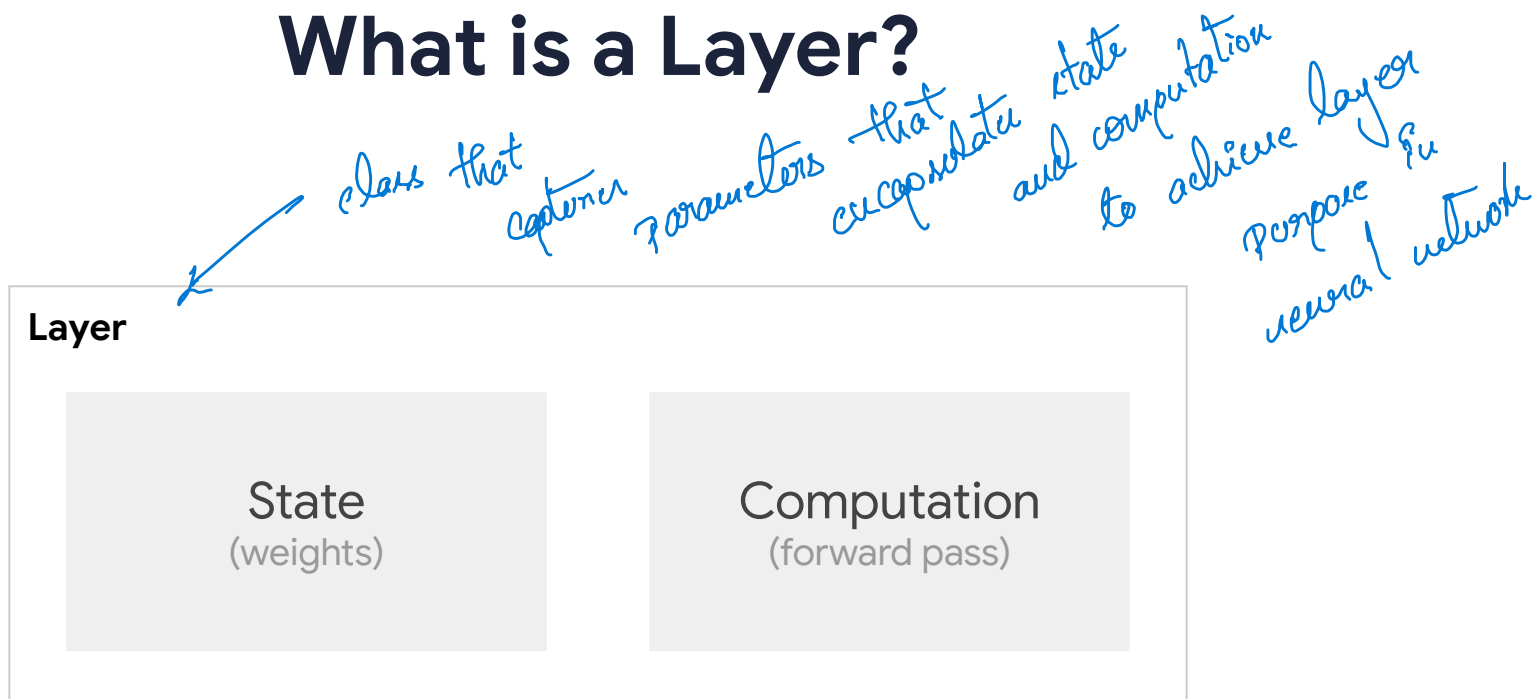 What is a Layer?
class that
captures parameters that
encapsulates state
and computation
to achieve layer
purpose in
neural network
Layer
State
(weights)
Computation
(forward pass)